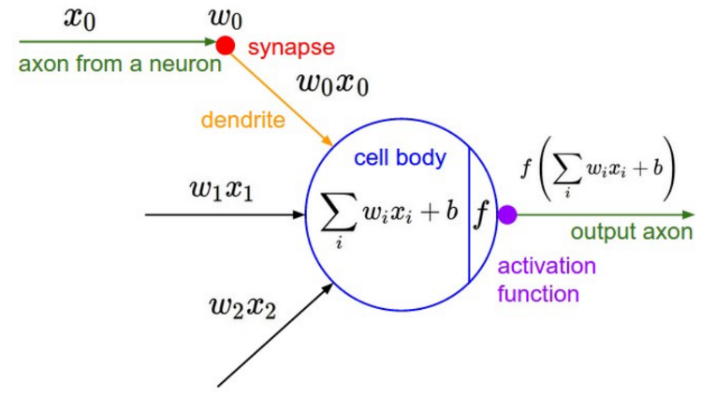 x₀ w₀
synapse
axon from a neuron
w₀x₀
dendrite
cell body
f(∑ᵢ wᵢxᵢ + b)
w₁x₁
∑ᵢ wᵢxᵢ + b f
output axon
activation
function
w₂x₂